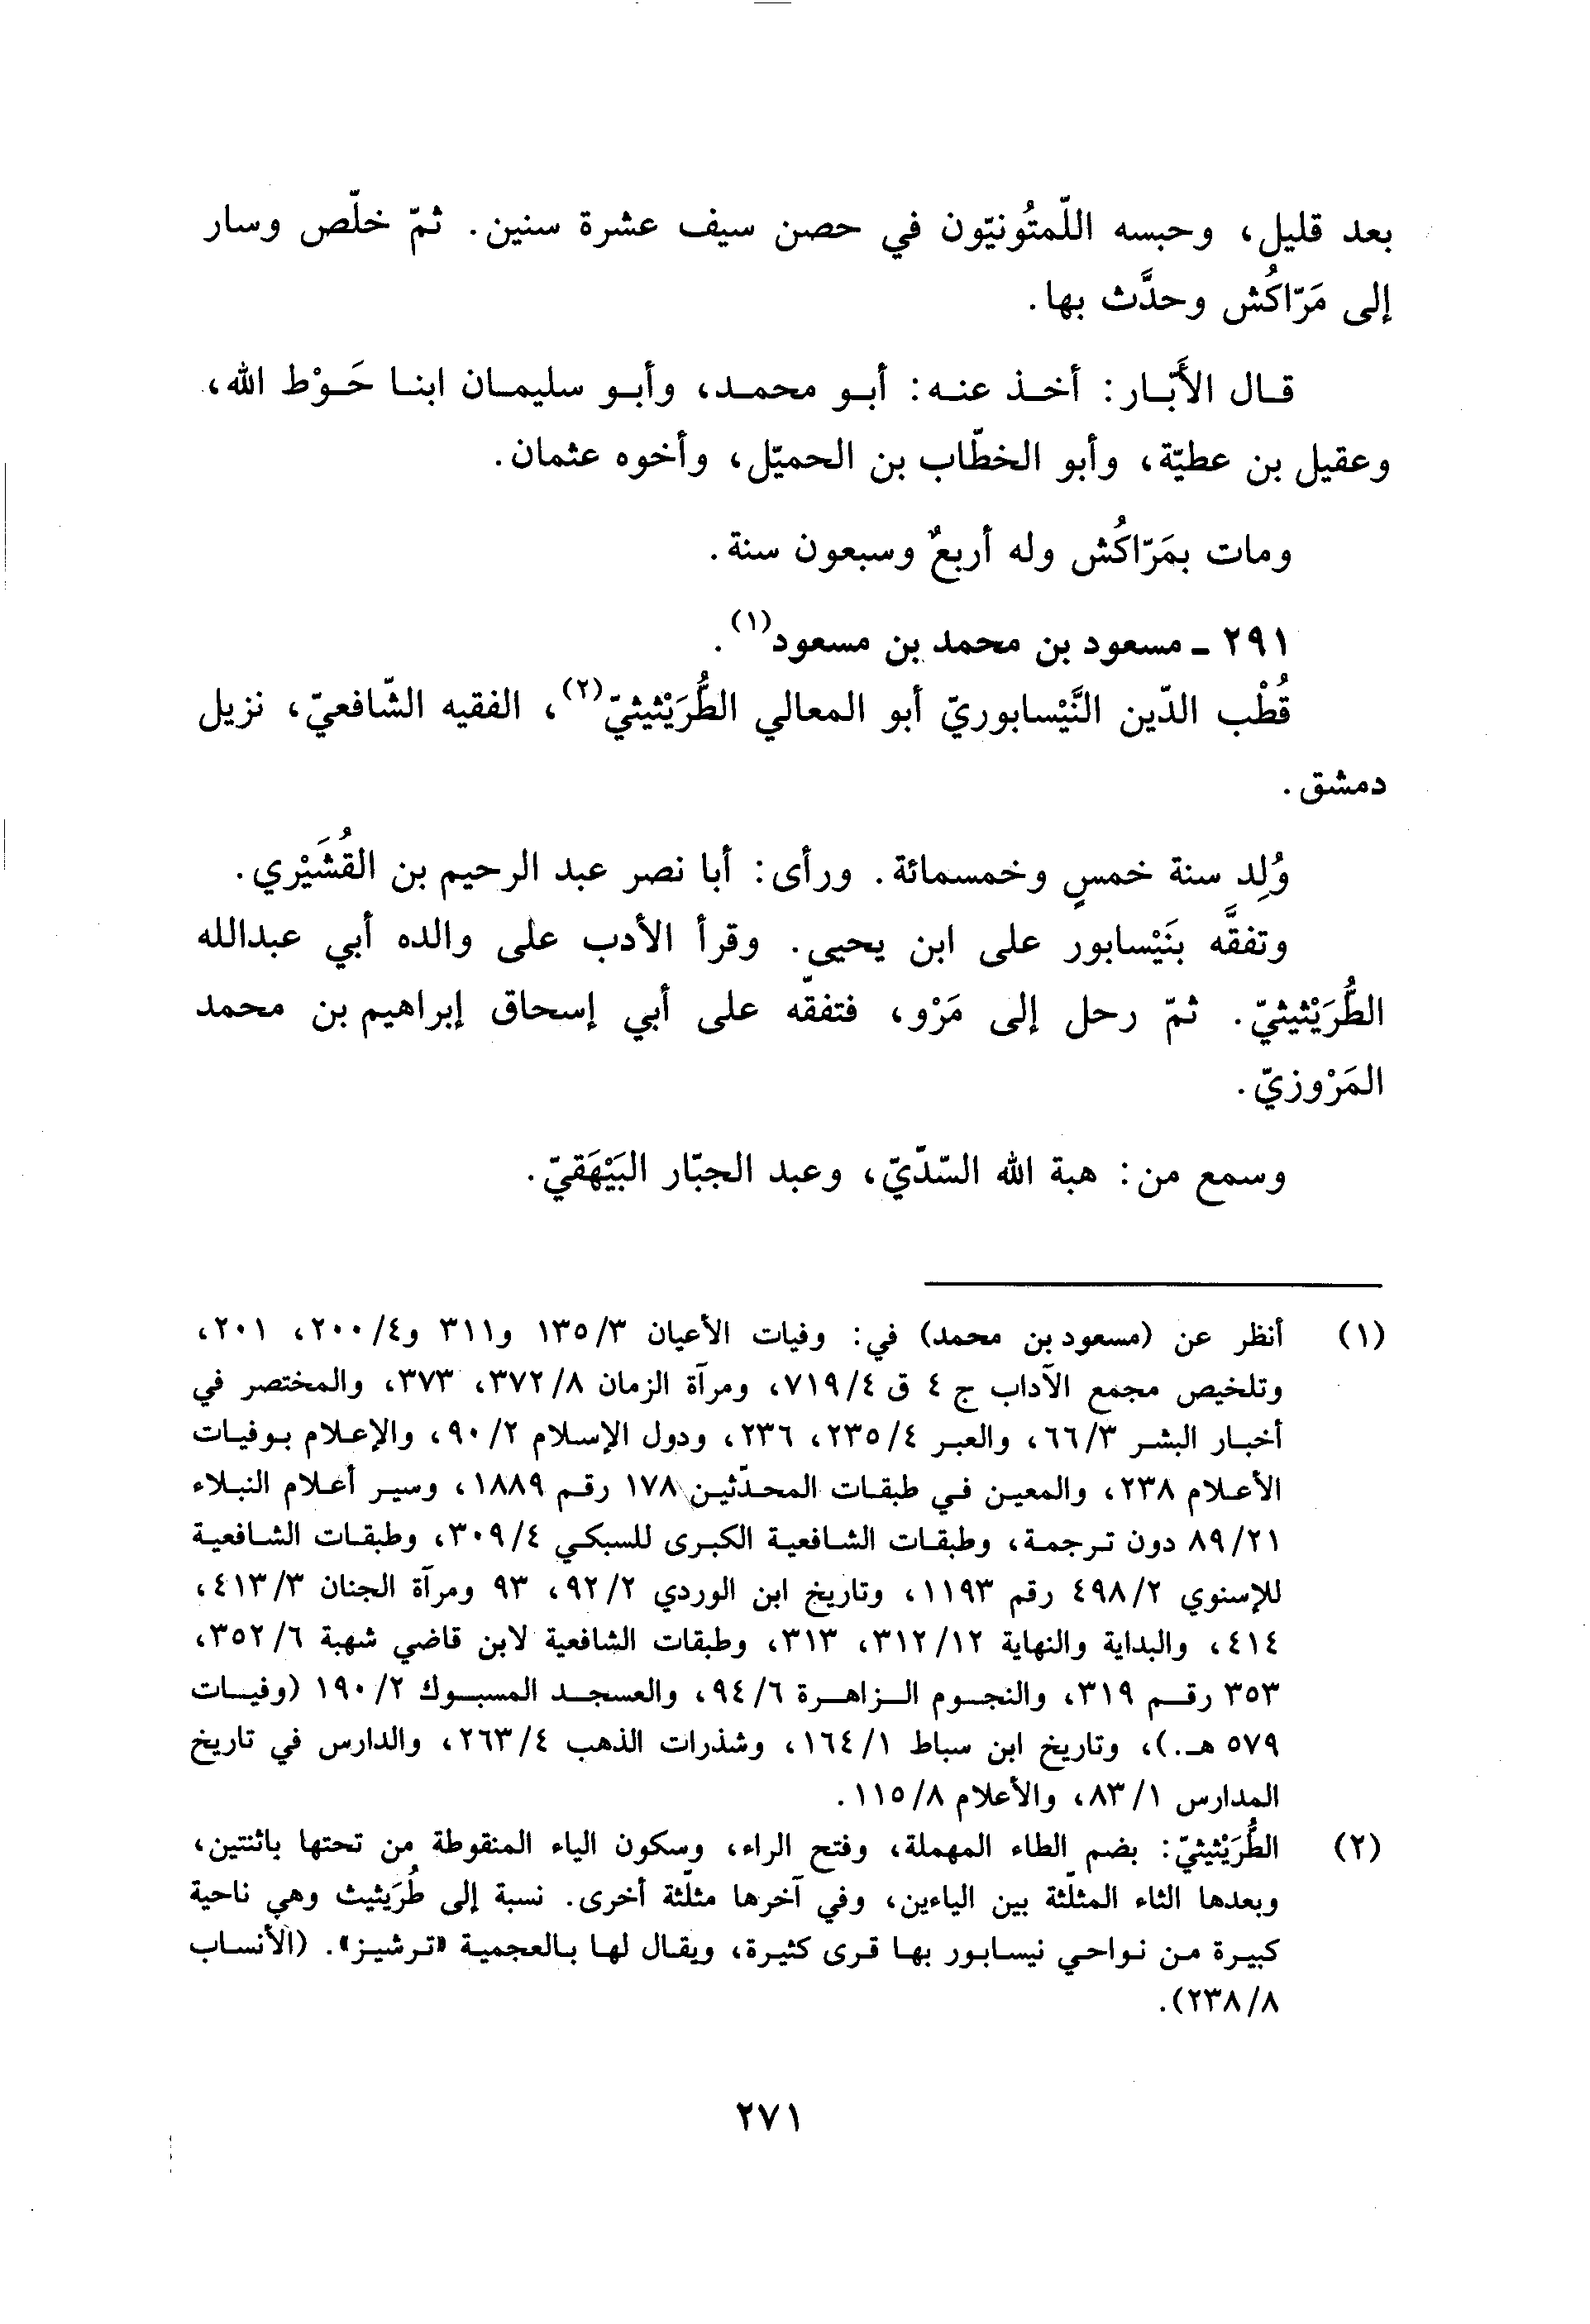 بعد قليل، وحبسه اللّمتُونيّون في حصن سيف عشرة سنين. ثمّ خلّص وسار
إلى مَرّاكُش وحدَّث بها.
قال الأَبّار: أخذ عنه: أبو محمد، وأبو سليمان ابنا حَوْط الله،
وعقيل بن عطيّة، وأبو الخطّاب بن الحميّل، وأخوه عثمان.
ومات بمَرّاكُش وله أربعٌ وسبعون سنة.
٢٩١ ـ مسعود بن محمد بن مسعود(١).
قُطْب الدّين النَّيْسابوريّ أبو المعالي الطُّرَيْثيثيّ(٢)، الفقيه الشّافعيّ، نزيل
دمشق.
وُلِد سنة خمسٍ وخمسمائة. ورأى: أبا نصر عبد الرحيم بن القُشَيْري.
وتفقَّه بنَيْسابور على ابن يحيى. وقرأ الأدب على والده أبي عبدالله
الطُّرَيْثيثيّ. ثمّ رحل إلى مَرْو، فتفقّه على أبي إسحاق إبراهيم بن محمد
المَرْوزيّ.
وسمع من: هبة الله السّدّيّ، وعبد الجبّار البَيْهَقيّ.
(١) أنظر عن (مسعود بن محمد) في: وفيات الأعيان ٣/ ١٣٥ و٣١١ و٤/ ٢٠٠، ٢٠١،
وتلخيص مجمع الآداب ج ٤ ق ٤/ ٧١٩، ومرآة الزمان ٨/ ٣٧٢، ٣٧٣، والمختصر في
أخبار البشر ٣/ ٦٦، والعبر ٤/ ٢٣٥، ٢٣٦، ودول الإسلام ٢/ ٩٠، والإعلام بوفيات
الأعلام ٢٣٨، والمعين في طبقات المحدّثين ١٧٨ رقم ١٨٨٩، وسير أعلام النبلاء
٢١/ ٨٩ دون ترجمة، وطبقات الشافعية الكبرى للسبكي ٤/ ٣٠٩، وطبقات الشافعية
للإسنوي ٢/ ٤٩٨ رقم ١١٩٣، وتاريخ ابن الوردي ٢/ ٩٢، ٩٣ ومرآة الجنان ٣/ ٤١٣،
٤١٤، والبداية والنهاية ١٢/ ٣١٢، ٣١٣، وطبقات الشافعية لابن قاضي شهبة ٦/ ٣٥٢،
٣٥٣ رقم ٣١٩، والنجوم الزاهرة ٦/ ٩٤، والعسجد المسبوك ٢/ ١٩٠ (وفيات
٥٧٩ هـ.)، وتاريخ ابن سباط ١/ ١٦٤، وشذرات الذهب ٤/ ٢٦٣، والدارس في تاريخ
المدارس ١/ ٨٣، والأعلام ٨/ ١١٥.
(٢) الطُّرَيْثيثيّ: بضم الطاء المهملة، وفتح الراء، وسكون الياء المنقوطة من تحتها باثنتين،
وبعدها الثاء المثلّثة بين الياءين، وفي آخرها مثلّثة أخرى. نسبة إلى طُرَيثيث وهي ناحية
كبيرة من نواحي نيسابور بها قرى كثيرة، ويقال لها بالعجمية «ترشيز». (الأنساب
٨/ ٢٣٨).
٢٧١